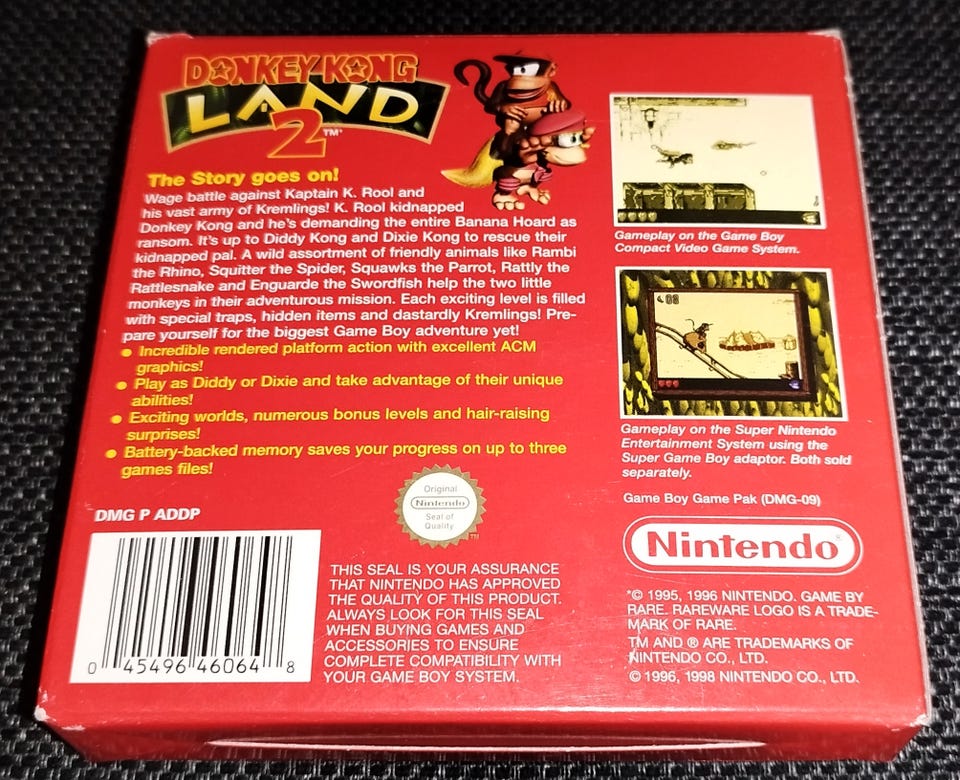 DONKEY KONG
LAND
2™
The Story goes on!
Wage battle against Kaptain K. Rool and
his vast army of Kremlings! K. Rool kidnapped
Donkey Kong and he's demanding the entire Banana Hoard as
ransom. It's up to Diddy Kong and Dixie Kong to rescue their
kidnapped pal. A wild assortment of friendly animals like Rambi
the Rhino, Squitter the Spider, Squawks the Parrot, Rattly the
Rattlesnake and Enguarde the Swordfish help the two little
monkeys in their adventurous mission. Each exciting level is filled
with special traps, hidden items and dastardly Kremlings! Pre-
pare yourself for the biggest Game Boy adventure yet!
• Incredible rendered platform action with excellent ACM
graphics!
• Play as Diddy or Dixie and take advantage of their unique
abilities!
• Exciting worlds, numerous bonus levels and hair-raising
surprises!
• Battery-backed memory saves your progress on up to three
games files!
Gameplay on the Game Boy
Compact Video Game System.
08
Gameplay on the Super Nintendo
Entertainment System using the
Super Game Boy adaptor. Both sold
separately.
Game Boy Game Pak (DMG-09)
Nintendo®
*© 1995, 1996 NINTENDO. GAME BY
RARE. RAREWARE LOGO IS A TRADE-
MARK OF RARE.
TM AND ® ARE TRADEMARKS OF
NINTENDO CO., LTD.
© 1996, 1998 NINTENDO CO., LTD.
Original
Nintendo
Seal of
Quality
TM
THIS SEAL IS YOUR ASSURANCE
THAT NINTENDO HAS APPROVED
THE QUALITY OF THIS PRODUCT.
ALWAYS LOOK FOR THIS SEAL
WHEN BUYING GAMES AND
ACCESSORIES TO ENSURE
COMPLETE COMPATIBILITY WITH
YOUR GAME BOY SYSTEM.
DMG P ADDP
0 45496 46064 8